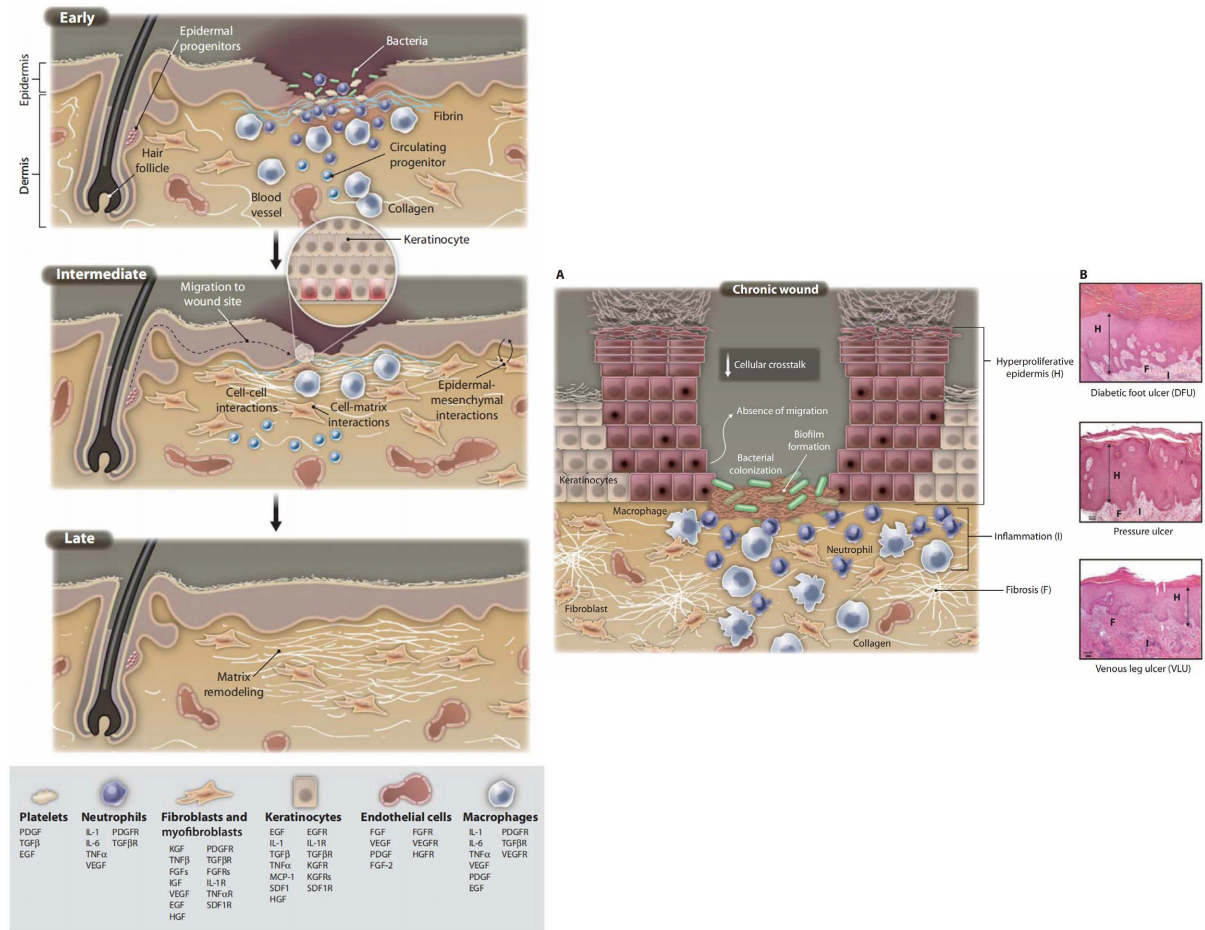 Early
Epidermal
progenitors
Bacteria
Epidermis
Fibrin
Dermis
Hair
follicle
Circulating
progenitor
Blood
vessel
Collagen
Keratinocyte
Intermediate
Migration to
wound site
Cell-cell
interactions
Cell-matrix
interactions
Epidermal-
mesenchymal
interactions
Late
Matrix
remodeling
Platelets
PDGF
TGFβ
EGF
Neutrophils
IL-1 PDGFR
IL-6 TGFβR
TNFα
VEGF
Fibroblasts and
myofibroblasts
KGF PDGFR
TNFβ TGFβR
FGFs FGFRs
IGF IL-1R
VEGF TNFαR
EGF SDF1R
HGF
Keratinocytes
EGF EGFR
IL-1 IL-1R
TGFβ TGFβR
TNFα KGFR
MCP-1 KGFRs
SDF1 SDF1R
HGF
Endothelial cells
FGF FGFR
VEGF VEGFR
PDGF HGFR
FGF-2
Macrophages
IL-1 PDGFR
IL-6 TGFβR
TNFα VEGFR
VEGF
PDGF
EGF
A
Chronic wound
Cellular crosstalk
Hyperproliferative
epidermis (H)
Absence of migration
Biofilm
formation
Bacterial
colonization
Keratinocytes
Macrophage
Neutrophil
Inflammation (I)
Fibroblast
Fibrosis (F)
Collagen
B
H
F
I
Diabetic foot ulcer (DFU)
H
F
I
Pressure ulcer
H
F
I
Venous leg ulcer (VLU)